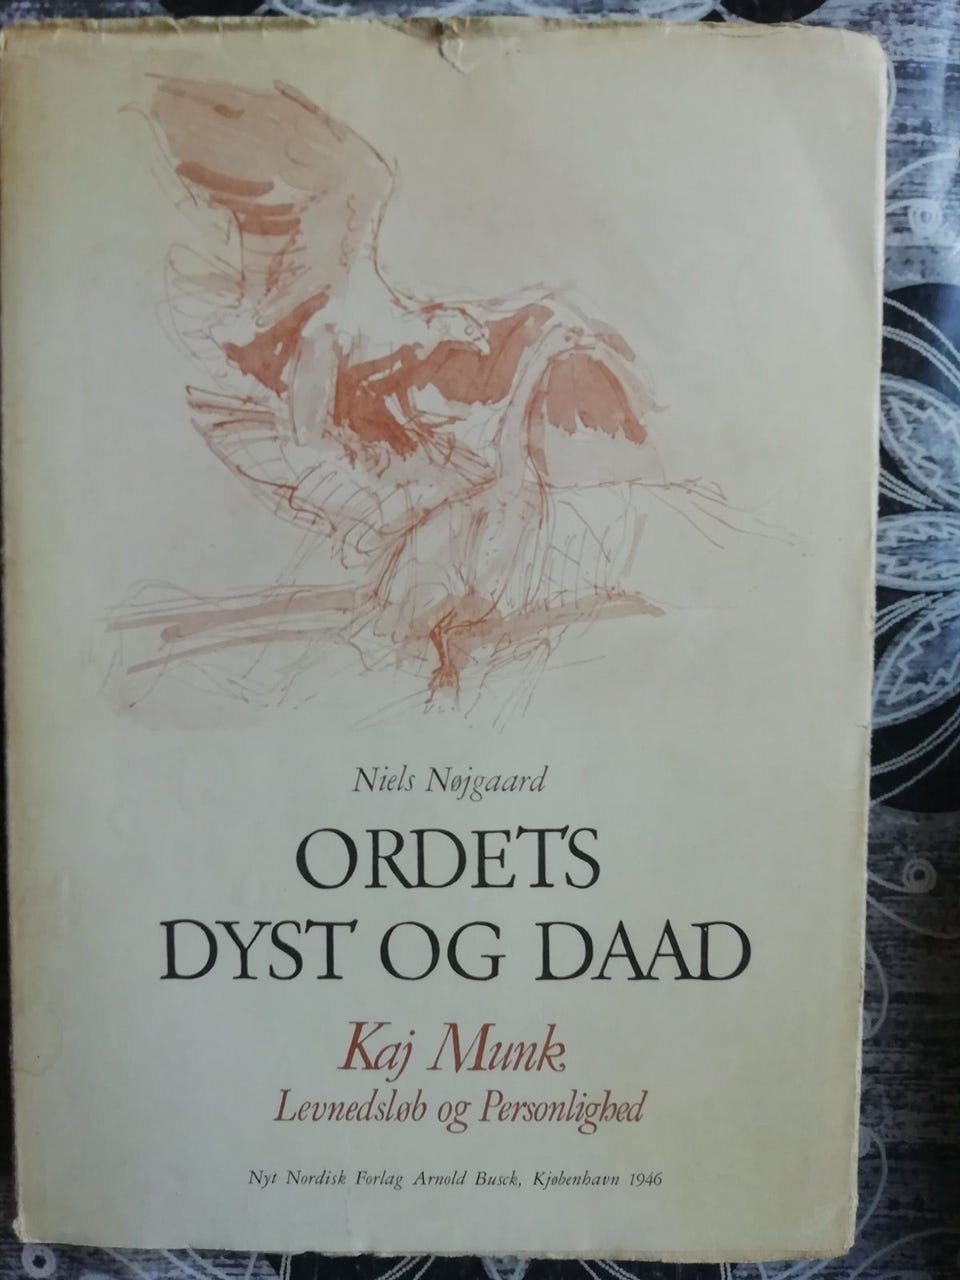 Niels Nøjgaard
ORDETS
DYST OG DAAD
Kaj Munk
Levnedsløb og Personlighed
Nyt Nordisk Forlag Arnold Busck, Kjøbenhavn 1946